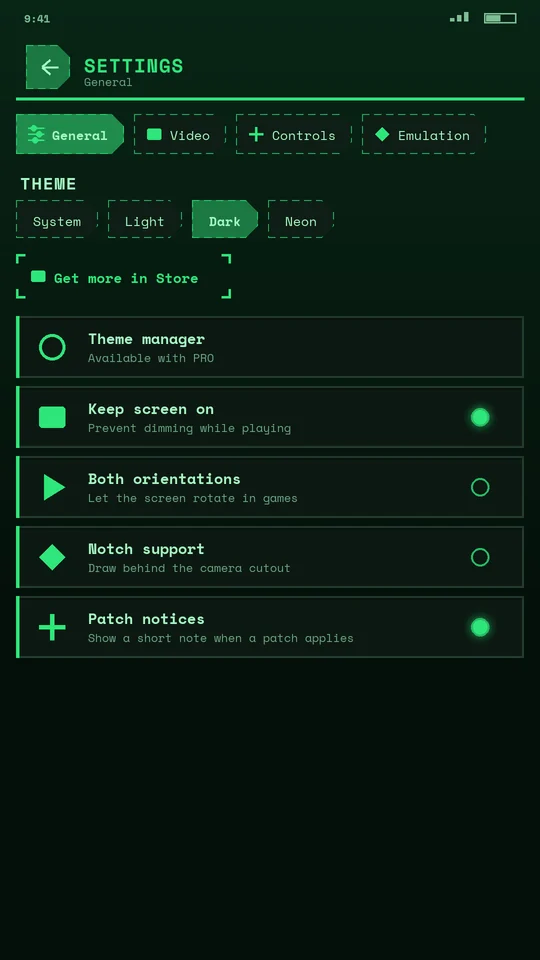 9:41
SETTINGS
General
General
Video
Controls
Emulation
THEME
System
Light
Dark
Neon
Get more in Store
Theme manager
Available with PRO
Keep screen on
Prevent dimming while playing
Both orientations
Let the screen rotate in games
Notch support
Draw behind the camera cutout
Patch notices
Show a short note when a patch applies